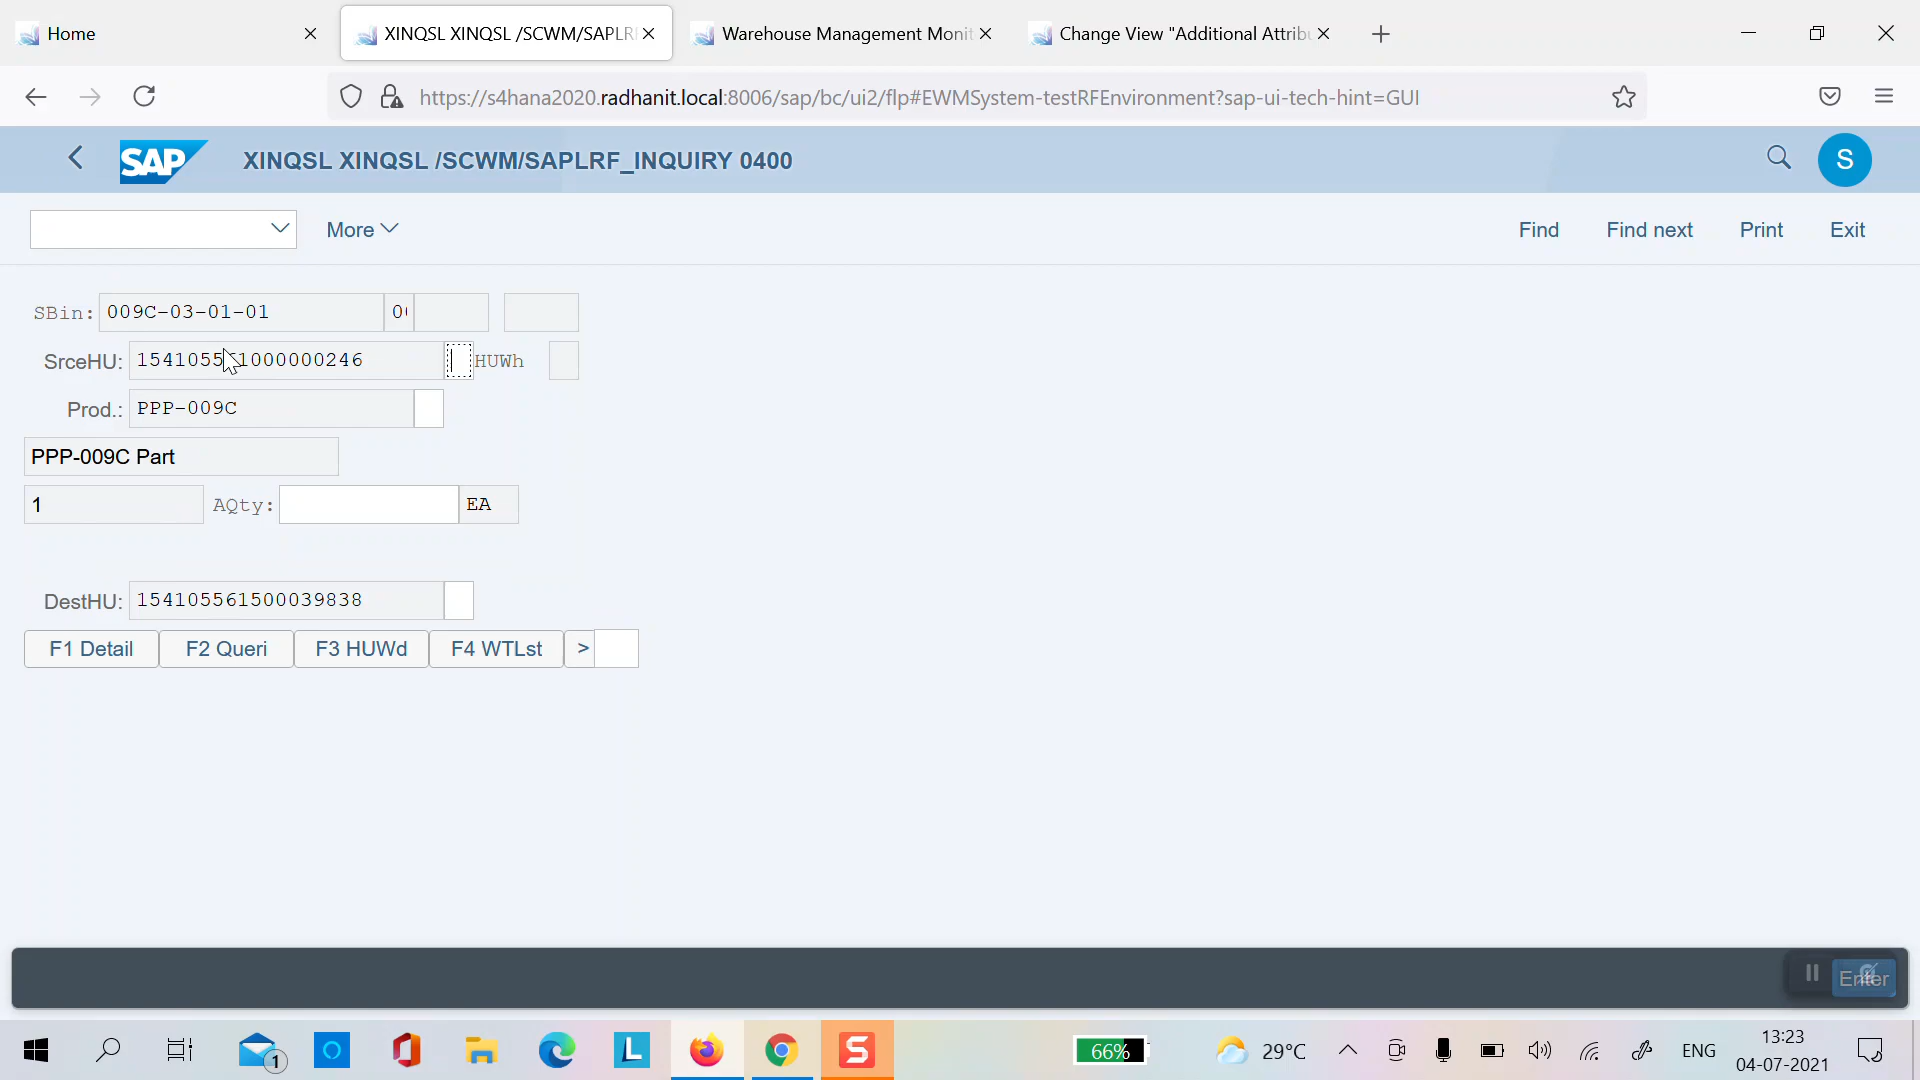 Home
XINQSL XINQSL /SCWM/SAPLR
Warehouse Management Monit
Change View "Additional Attribu
https://s4hana2020.radhanit.local:8006/sap/bc/ui2/flp#EWMSystem-testRFEnvironment?sap-ui-tech-hint=GUI
SAP XINQSL XINQSL /SCWM/SAPLRF_INQUIRY 0400 S
More Find Find next Print Exit
SBin: 009C-03-01-01
SrceHU: 154105561000000246 HUWh
Prod.: PPP-009C
PPP-009C Part
1 AQty: EA
DestHU: 154105561500039838
F1 Detail F2 Queri F3 HUWd F4 WTLst >
Enter
1 L S 66% 29°C ENG 13:23
04-07-2021